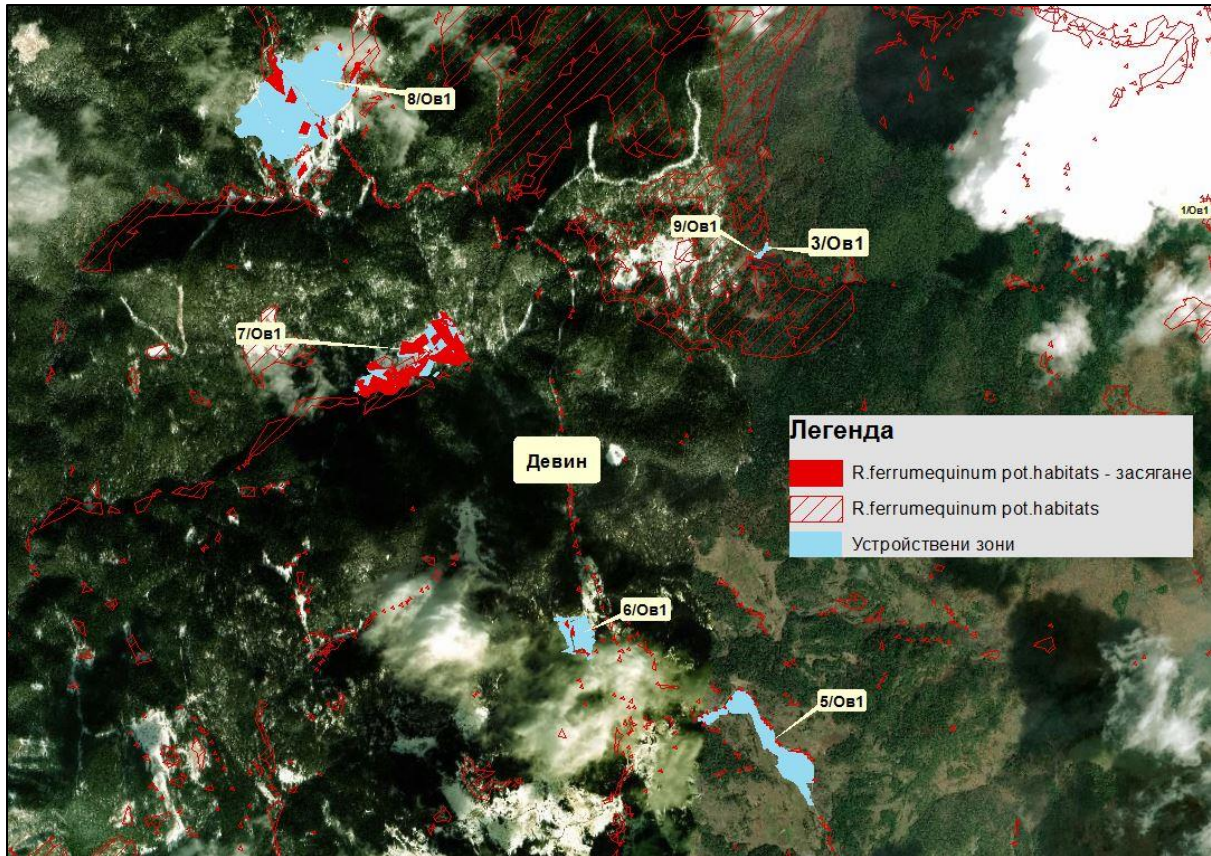 8/Ов1
1/Ов1
9/Ов1
3/Ов1
7/Ов1
Легенда
Девин
R.ferrumequinum pot.habitats - засягане
R.ferrumequinum pot.habitats
Устройствени зони
6/Ов1
5/Ов1